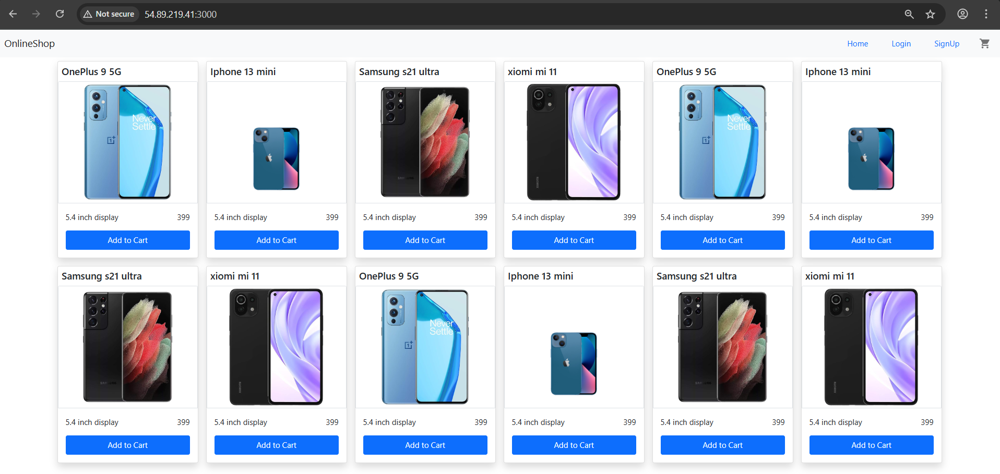 Not secure 54.89.219.41:3000
OnlineShop Home Login SignUp
OnePlus 9 5G Iphone 13 mini Samsung s21 ultra xiomi mi 11 OnePlus 9 5G Iphone 13 mini
Never Never
Settle Settle
SAMSUNG XIAOMI
5.4 inch display 399 5.4 inch display 399 5.4 inch display 399 5.4 inch display 399 5.4 inch display 399 5.4 inch display 399
Add to Cart Add to Cart Add to Cart Add to Cart Add to Cart Add to Cart
Samsung s21 ultra xiomi mi 11 OnePlus 9 5G Iphone 13 mini Samsung s21 ultra xiomi mi 11
Never
Settle
SAMSUNG XIAOMI SAMSUNG XIAOMI
5.4 inch display 399 5.4 inch display 399 5.4 inch display 399 5.4 inch display 399 5.4 inch display 399 5.4 inch display 399
Add to Cart Add to Cart Add to Cart Add to Cart Add to Cart Add to Cart